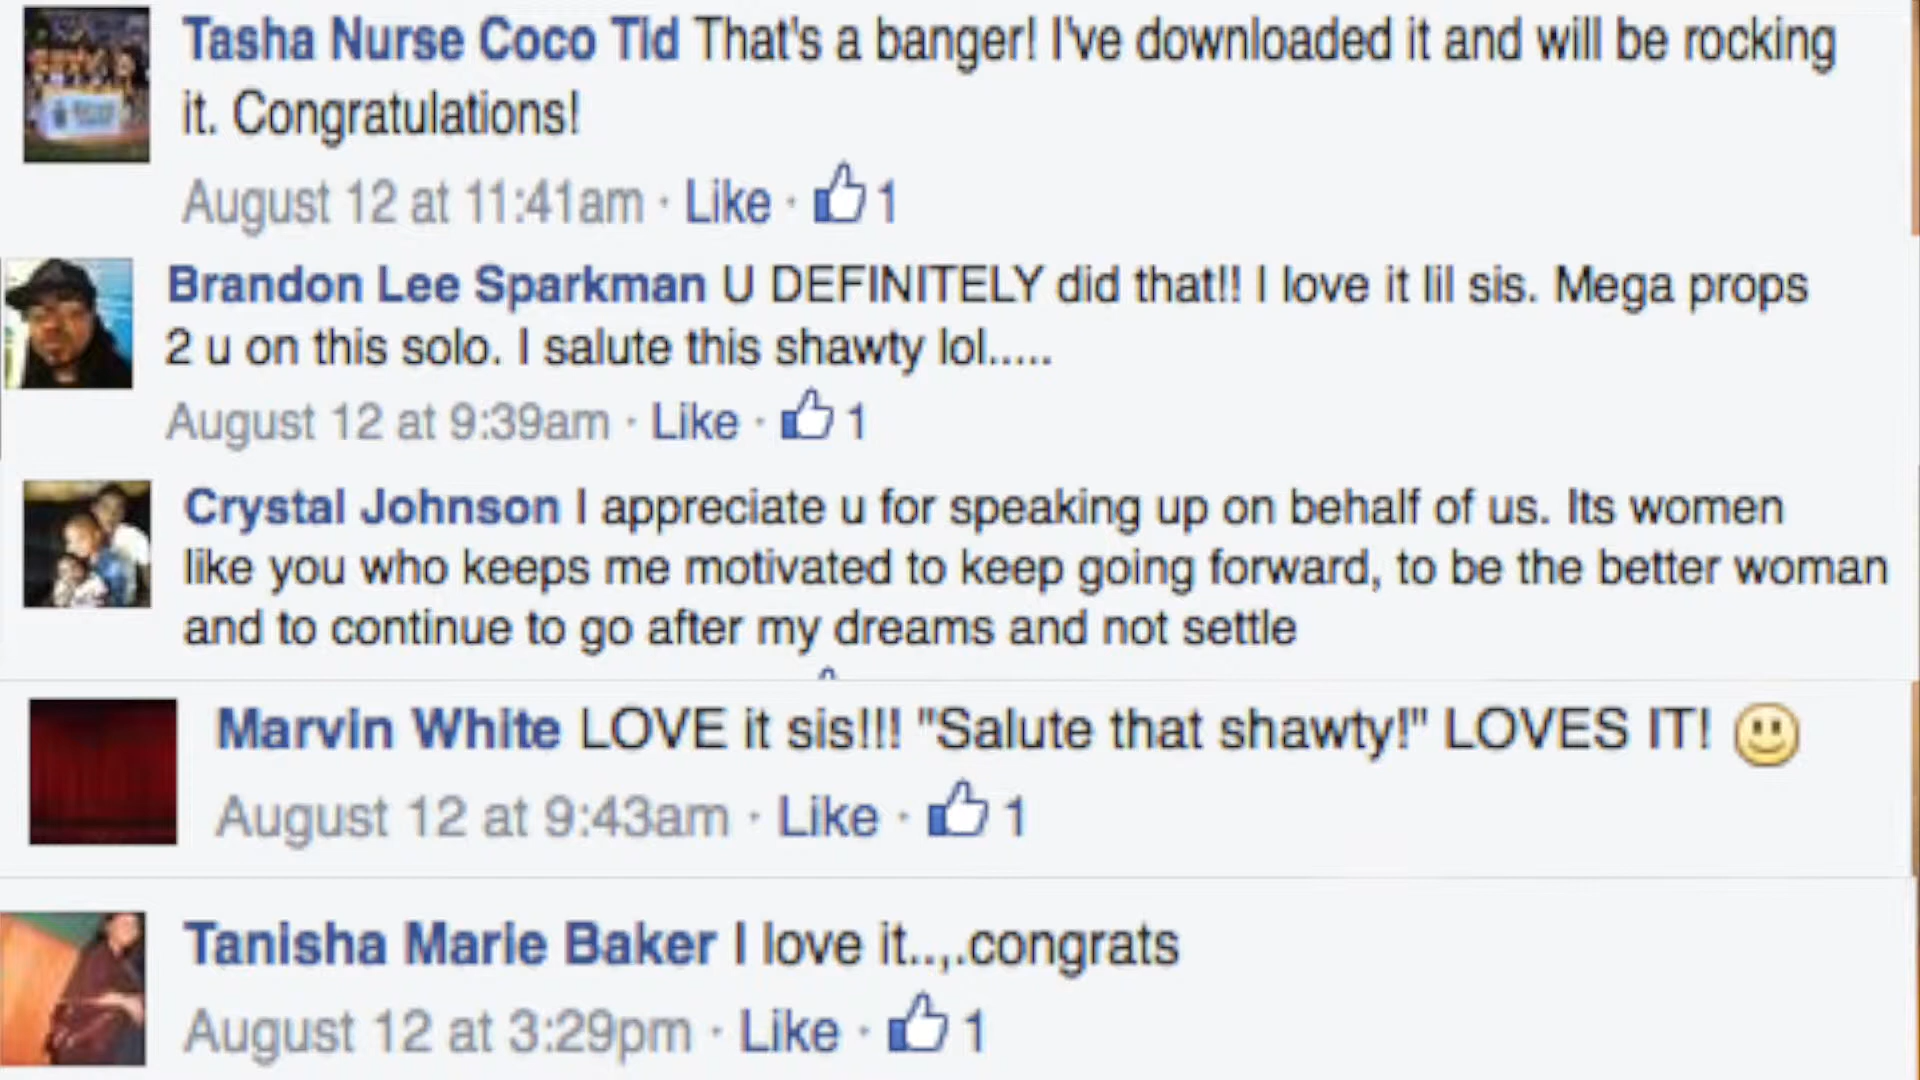 Tasha Nurse Coco Tld That's a banger! I've downloaded it and will be rocking
it. Congratulations!
August 12 at 11:41am · Like · 1
Brandon Lee Sparkman U DEFINITELY did that!! I love it lil sis. Mega props
2 u on this solo. I salute this shawty lol.....
August 12 at 9:39am · Like · 1
Crystal Johnson I appreciate u for speaking up on behalf of us. Its women
like you who keeps me motivated to keep going forward, to be the better woman
and to continue to go after my dreams and not settle
Marvin White LOVE it sis!!! "Salute that shawty!" LOVES IT!
August 12 at 9:43am · Like · 1
Tanisha Marie Baker I love it..,.congrats
August 12 at 3:29pm · Like · 1